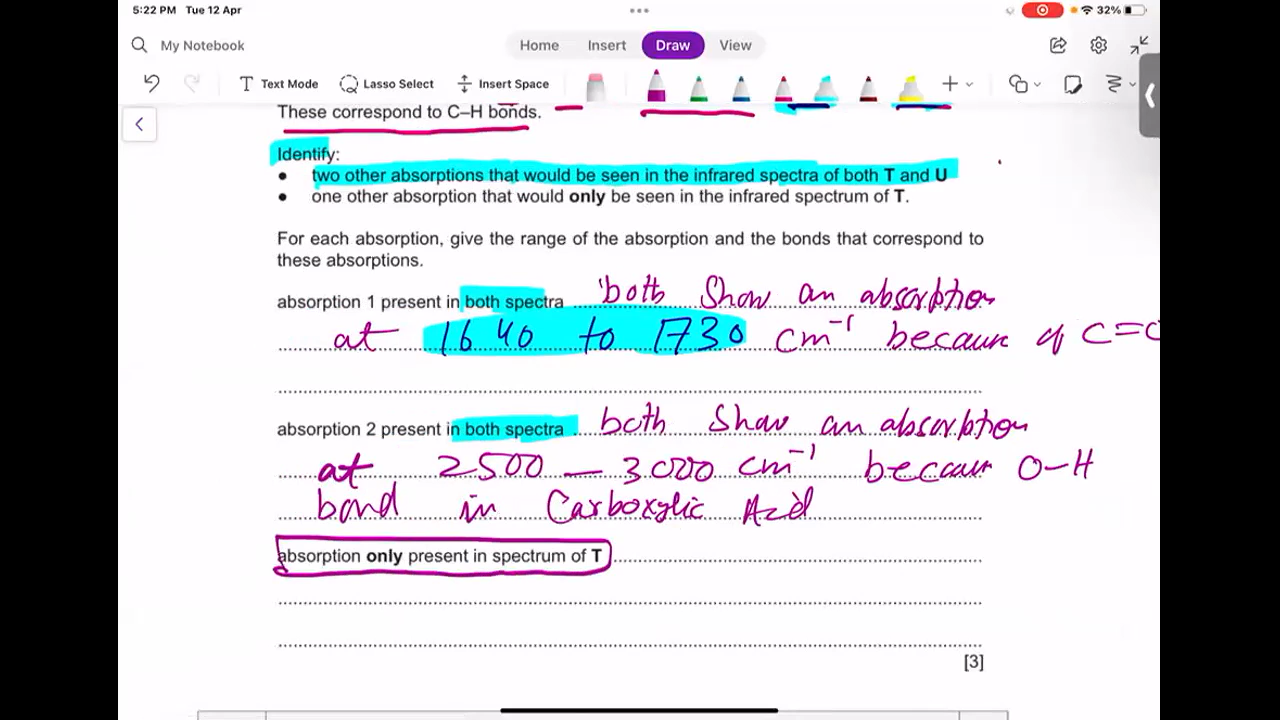 5:22 PM Tue 12 Apr
32%
My Notebook
Home Insert Draw View
Text Mode Lasso Select Insert Space
These correspond to C–H bonds.
Identify:
• two other absorptions that would be seen in the infrared spectra of both T and U
• one other absorption that would only be seen in the infrared spectrum of T.
For each absorption, give the range of the absorption and the bonds that correspond to
these absorptions.
absorption 1 present in both spectra both Show an absorption
at 1640 to 1730 cm⁻¹ because of C=O
absorption 2 present in both spectra both Show an absorption
at 2500 – 3000 cm⁻¹ because O–H
bond in Carboxylic Acid
absorption only present in spectrum of T
[3]